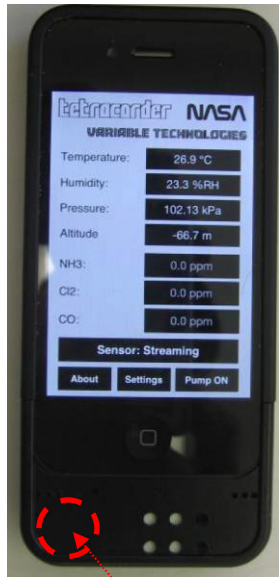 tetrocorder NASA
VARIABLE TECHNOLOGIES
Temperature: 26.9 °C
Humidity: 23.3 %RH
Pressure: 102.13 kPa
Altitude -66.7 m
NH3: 0.0 ppm
Cl2: 0.0 ppm
CO: 0.0 ppm
Sensor: Streaming
About Settings Pump ON